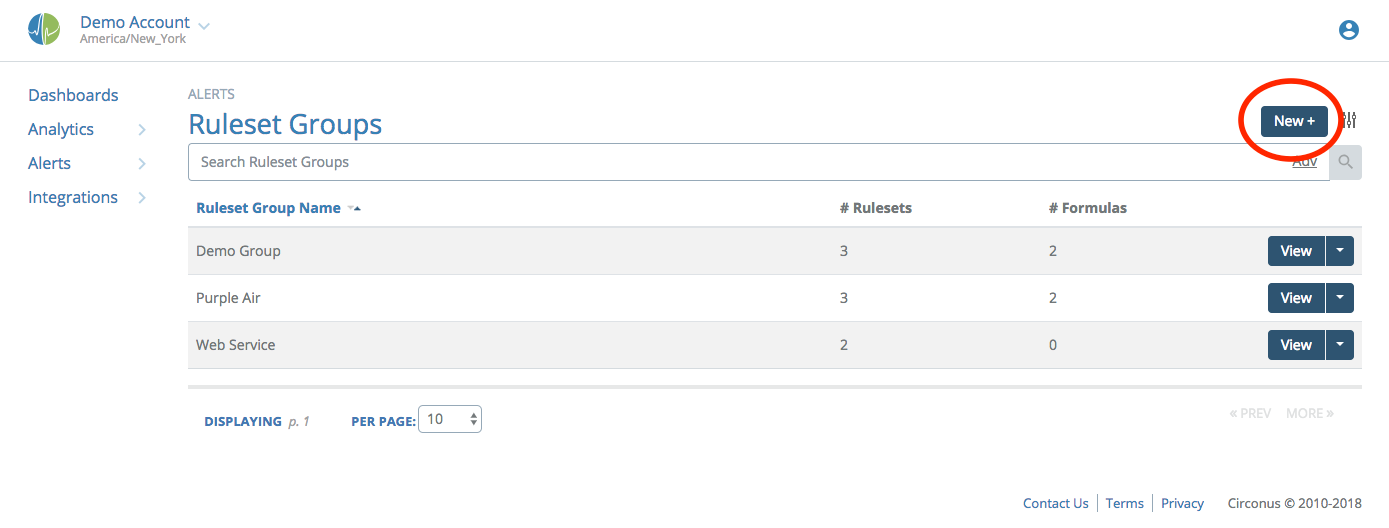 Demo Account
America/New_York
Dashboards
Analytics
Alerts
Integrations
ALERTS
Ruleset Groups
New +
Search Ruleset Groups
Adv
Ruleset Group Name # Rulesets # Formulas
Demo Group 3 2 View
Purple Air 3 2 View
Web Service 2 0 View
DISPLAYING p. 1 PER PAGE: 10 « PREV MORE »
Contact Us Terms Privacy Circonus © 2010-2018